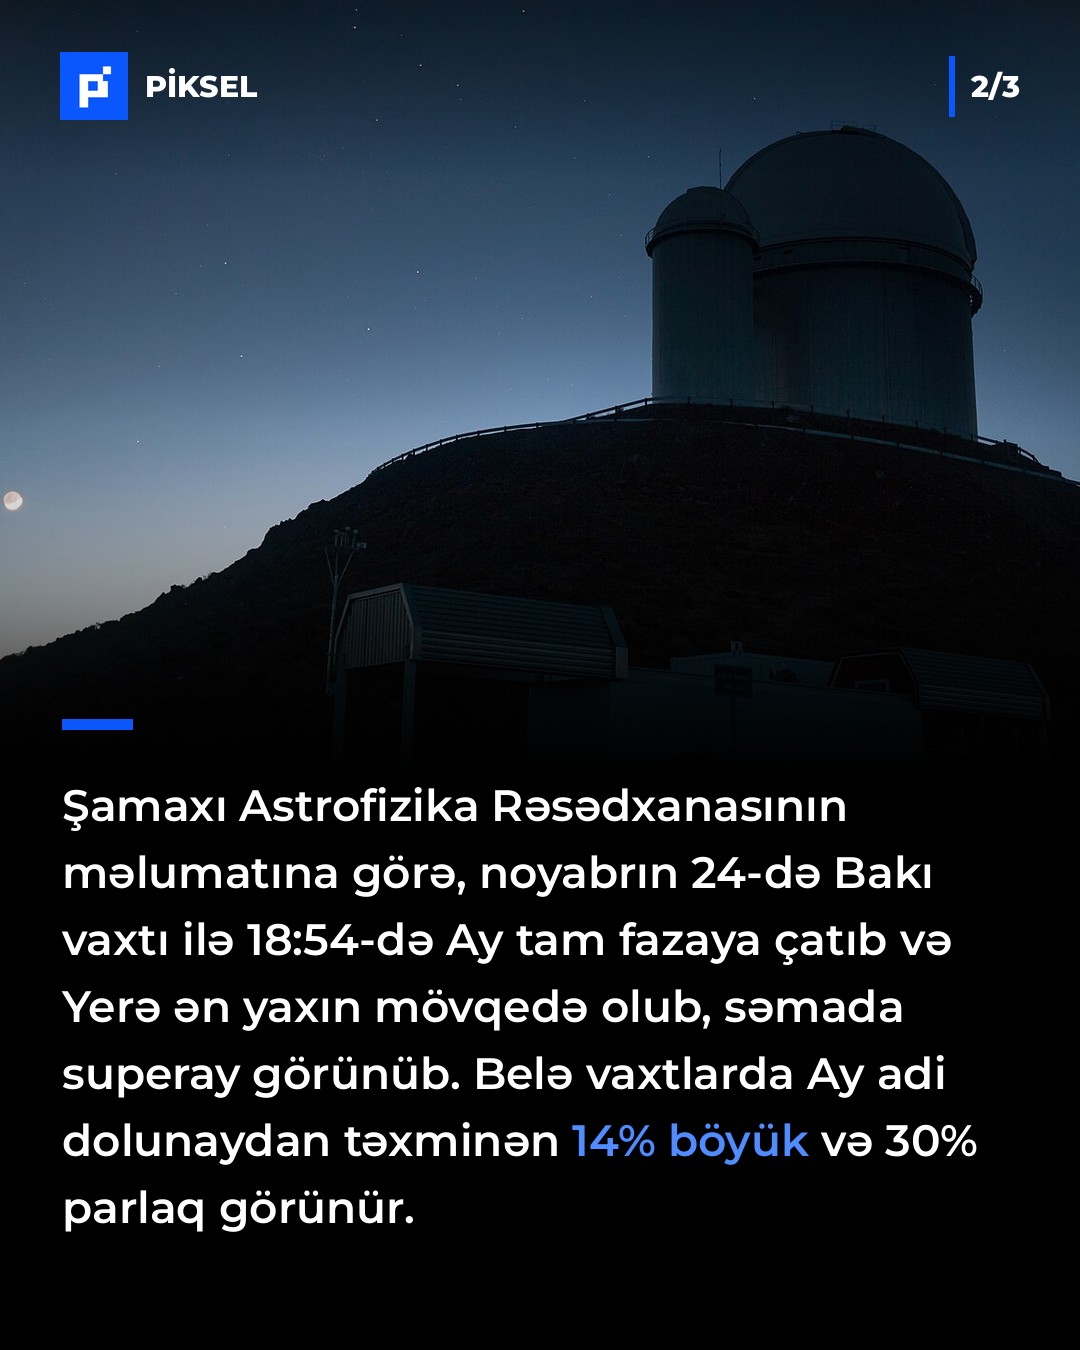 PİKSEL
2/3
Şamaxı Astrofizika Rəsədxanasının
məlumatına görə, noyabrın 24-də Bakı
vaxtı ilə 18:54-də Ay tam fazaya çatıb və
Yerə ən yaxın mövqedə olub, səmada
superay görünüb. Belə vaxtlarda Ay adi
dolunaydan təxminən 14% böyük və 30%
parlaq görünür.